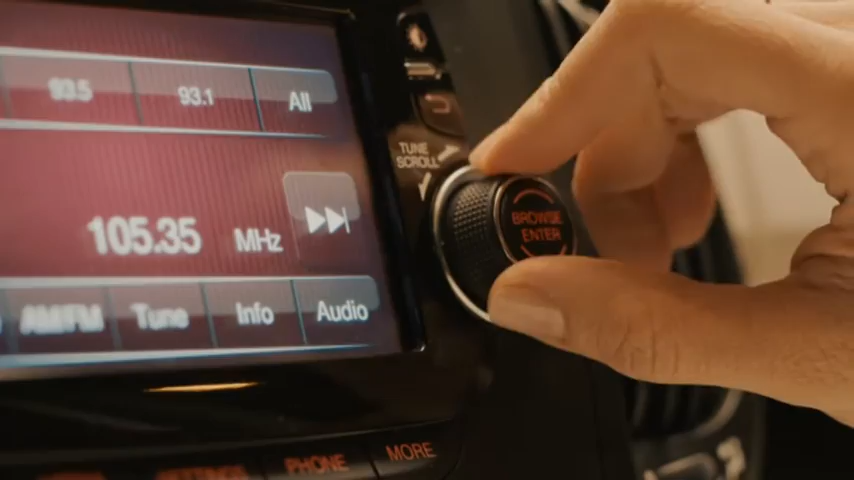 93.5
93.1
All
TUNE
SCROLL
BROWSE
ENTER
105.35 MHz
AM/FM
Tune
Info
Audio
SETTINGS
PHONE
MORE